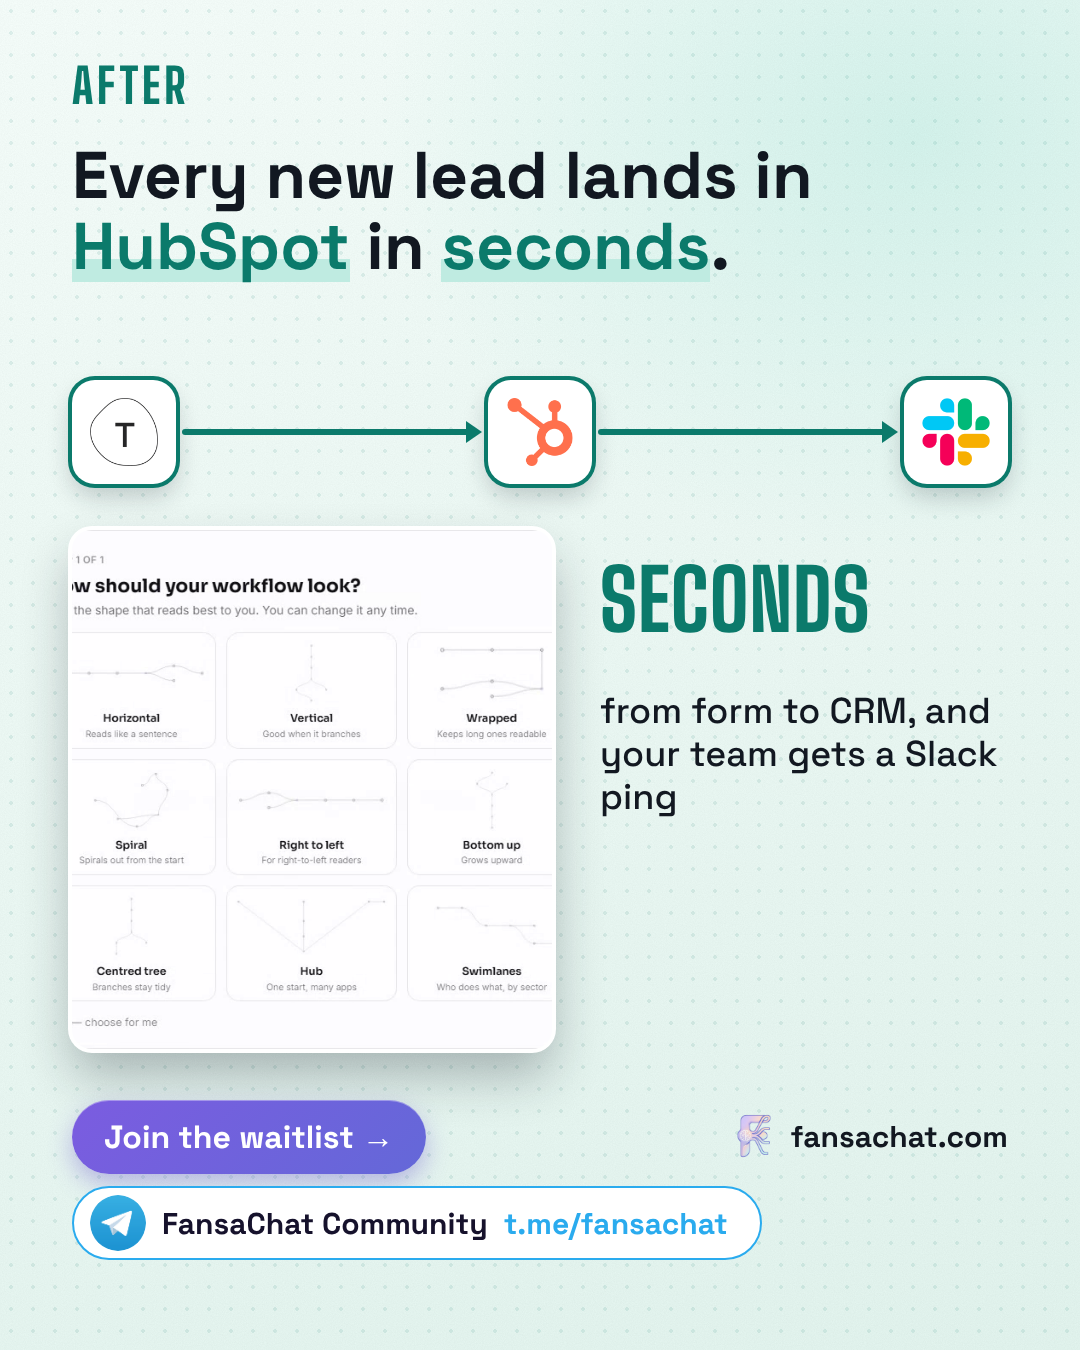 AFTER
Every new lead lands in
HubSpot in seconds.
T
1 OF 1
ow should your workflow look?
the shape that reads best to you. You can change it any time.
Horizontal
Reads like a sentence
Vertical
Good when it branches
Wrapped
Keeps long ones readable
Spiral
Spirals out from the start
Right to left
For right-to-left readers
Bottom up
Grows upward
Centred tree
Branches stay tidy
Hub
One start, many apps
Swimlanes
Who does what, by sector
— choose for me
SECONDS
from form to CRM, and
your team gets a Slack
ping
Join the waitlist →
fansachat.com
FansaChat Community t.me/fansachat